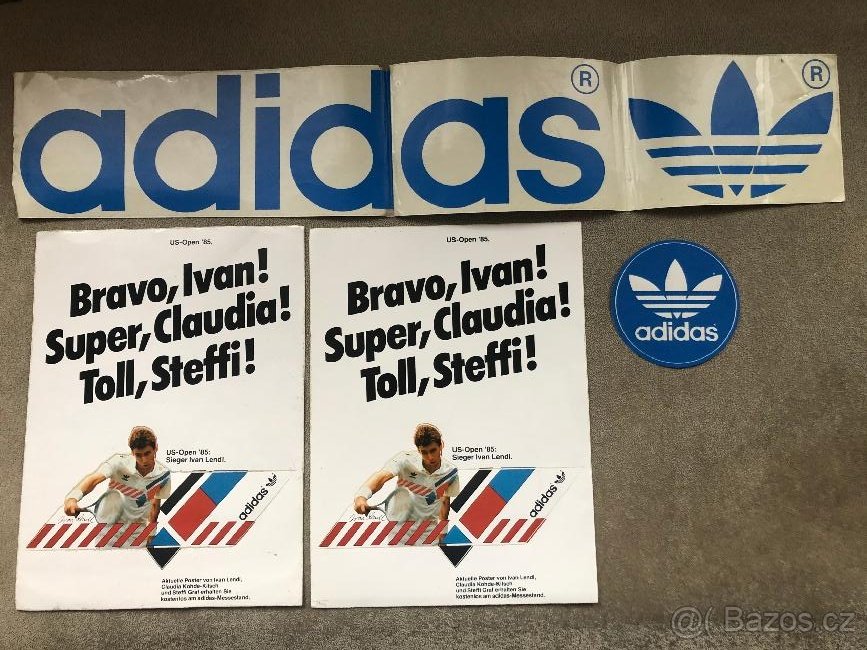 adidas®
®
US-Open '85.
Bravo, Ivan!
Super, Claudia!
Toll, Steffi!
US-Open '85:
Sieger Ivan Lendl.
adidas
Aktuelle Poster von Ivan Lendl,
Claudia Kohde-Kilsch
und Steffi Graf erhalten Sie
kostenlos am adidas-Messestand.
US-Open '85.
Bravo, Ivan!
Super, Claudia!
Toll, Steffi!
US-Open '85:
Sieger Ivan Lendl.
adidas
Aktuelle Poster von Ivan Lendl,
Claudia Kohde-Kilsch
und Steffi Graf erhalten Sie
kostenlos am adidas-Messestand.
adidas
@( Bazos.cz